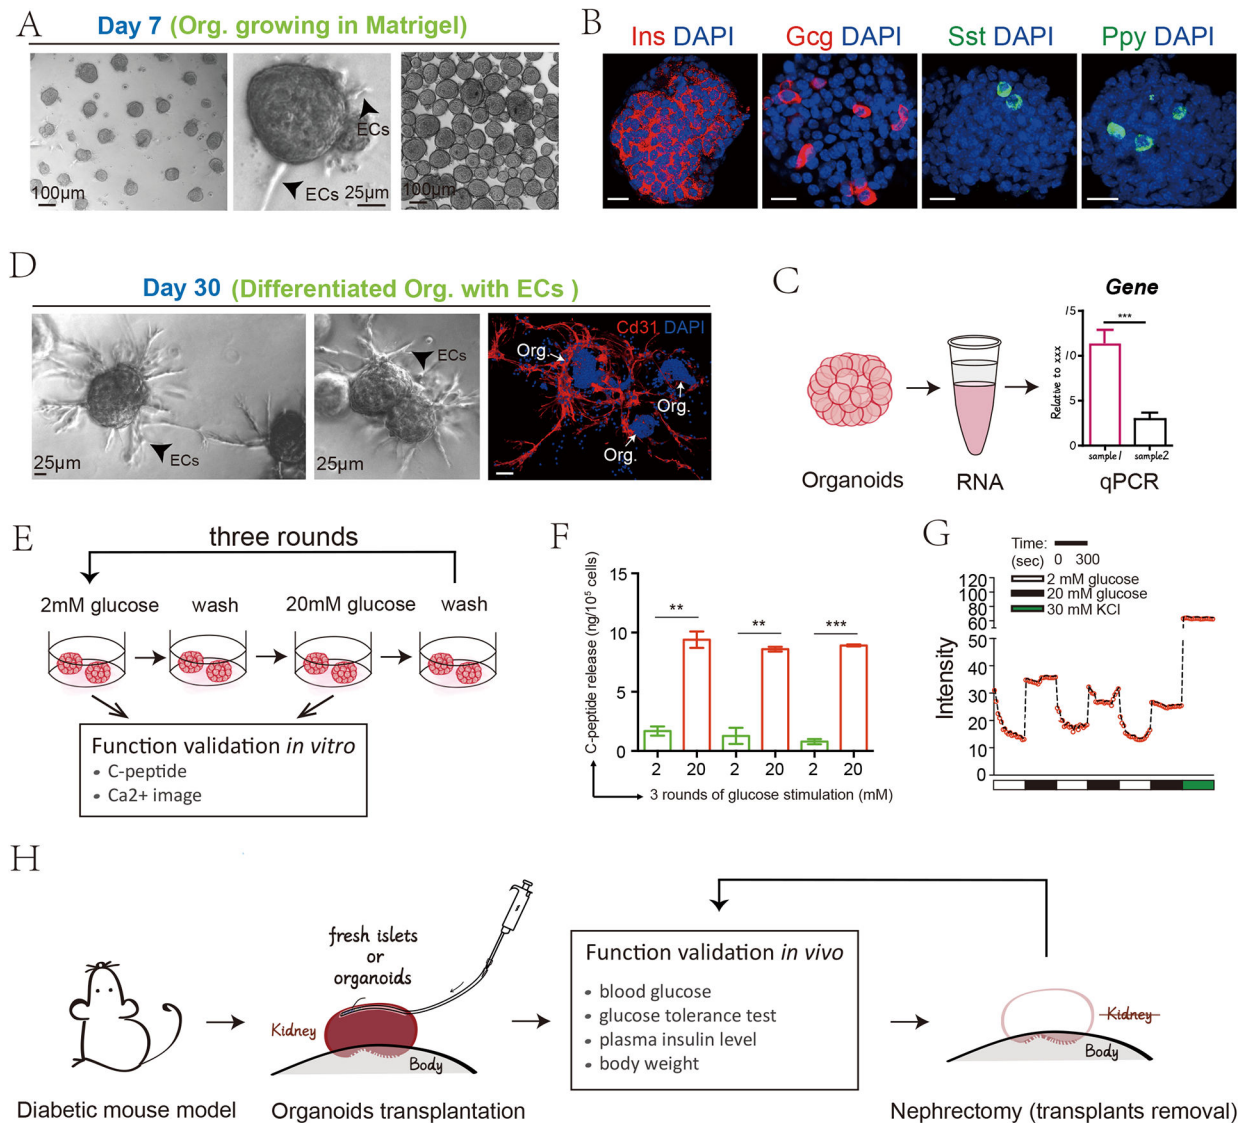 A
Day 7 (Org. growing in Matrigel)
100μm
ECs
ECs
25μm
100μm
B
Ins DAPI
Gcg DAPI
Sst DAPI
Ppy DAPI
D
Day 30 (Differentiated Org. with ECs )
25μm
ECs
ECs
25μm
Cd31 DAPI
Org.
Org.
Org.
C
Organoids
RNA
Gene
***
Relative to xxx
15
10
5
0
sample1
sample2
qPCR
E
three rounds
2mM glucose
wash
20mM glucose
wash
Function validation in vitro
• C-peptide
• Ca2+ image
F
C-peptide release (ng/10⁵ cells)
15
10
5
0
**
**
***
2 20 2 20 2 20
3 rounds of glucose stimulation (mM)
G
Time:
(sec) 0 300
2 mM glucose
20 mM glucose
30 mM KCl
Intensity
120
100
80
60
50
40
30
20
10
0
H
Diabetic mouse model
fresh islets
or
organoids
Kidney
Body
Organoids transplantation
Function validation in vivo
• blood glucose
• glucose tolerance test
• plasma insulin level
• body weight
Kidney
Body
Nephrectomy (transplants removal)